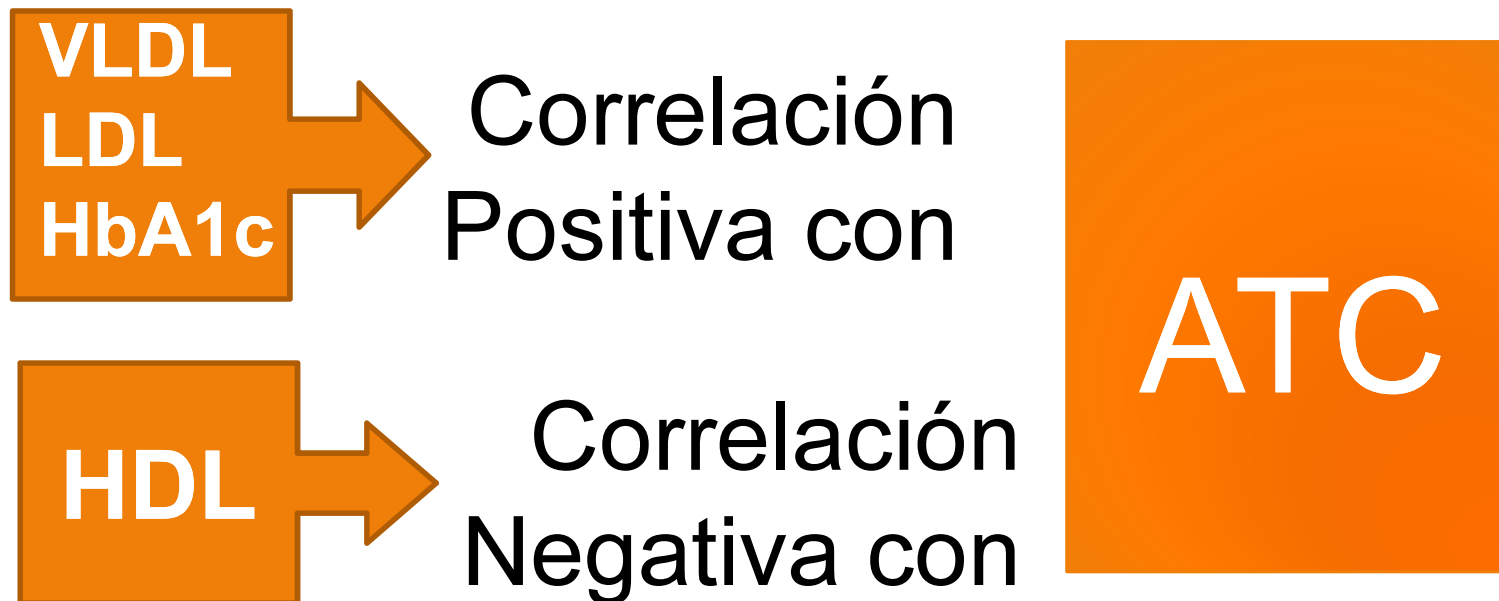 VLDL
LDL
HbA1c
Correlación
Positiva con
HDL
Correlación
Negativa con
ATC